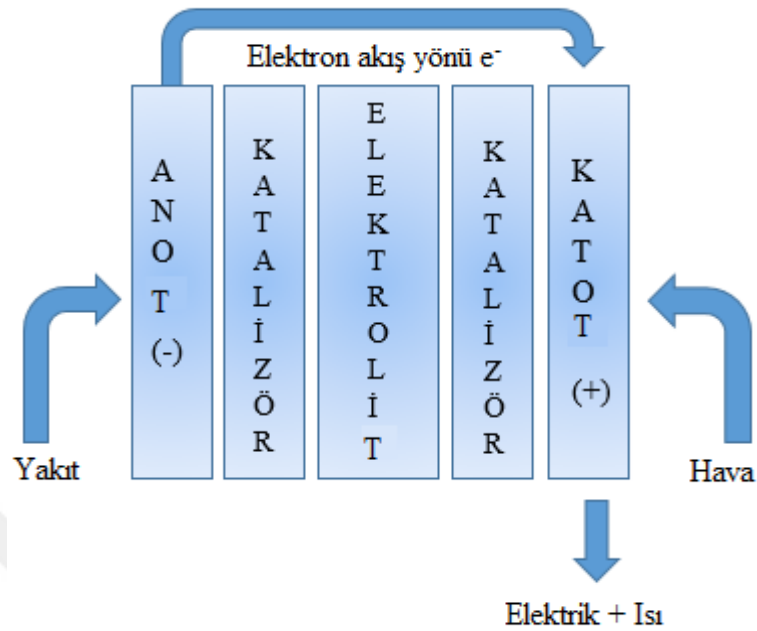 Elektron akış yönü e⁻
ANOT (-)
KATALİZÖR
ELEKTROLİT
KATALİZÖR
KATOT (+)
Yakıt
Hava
Elektrik + Isı